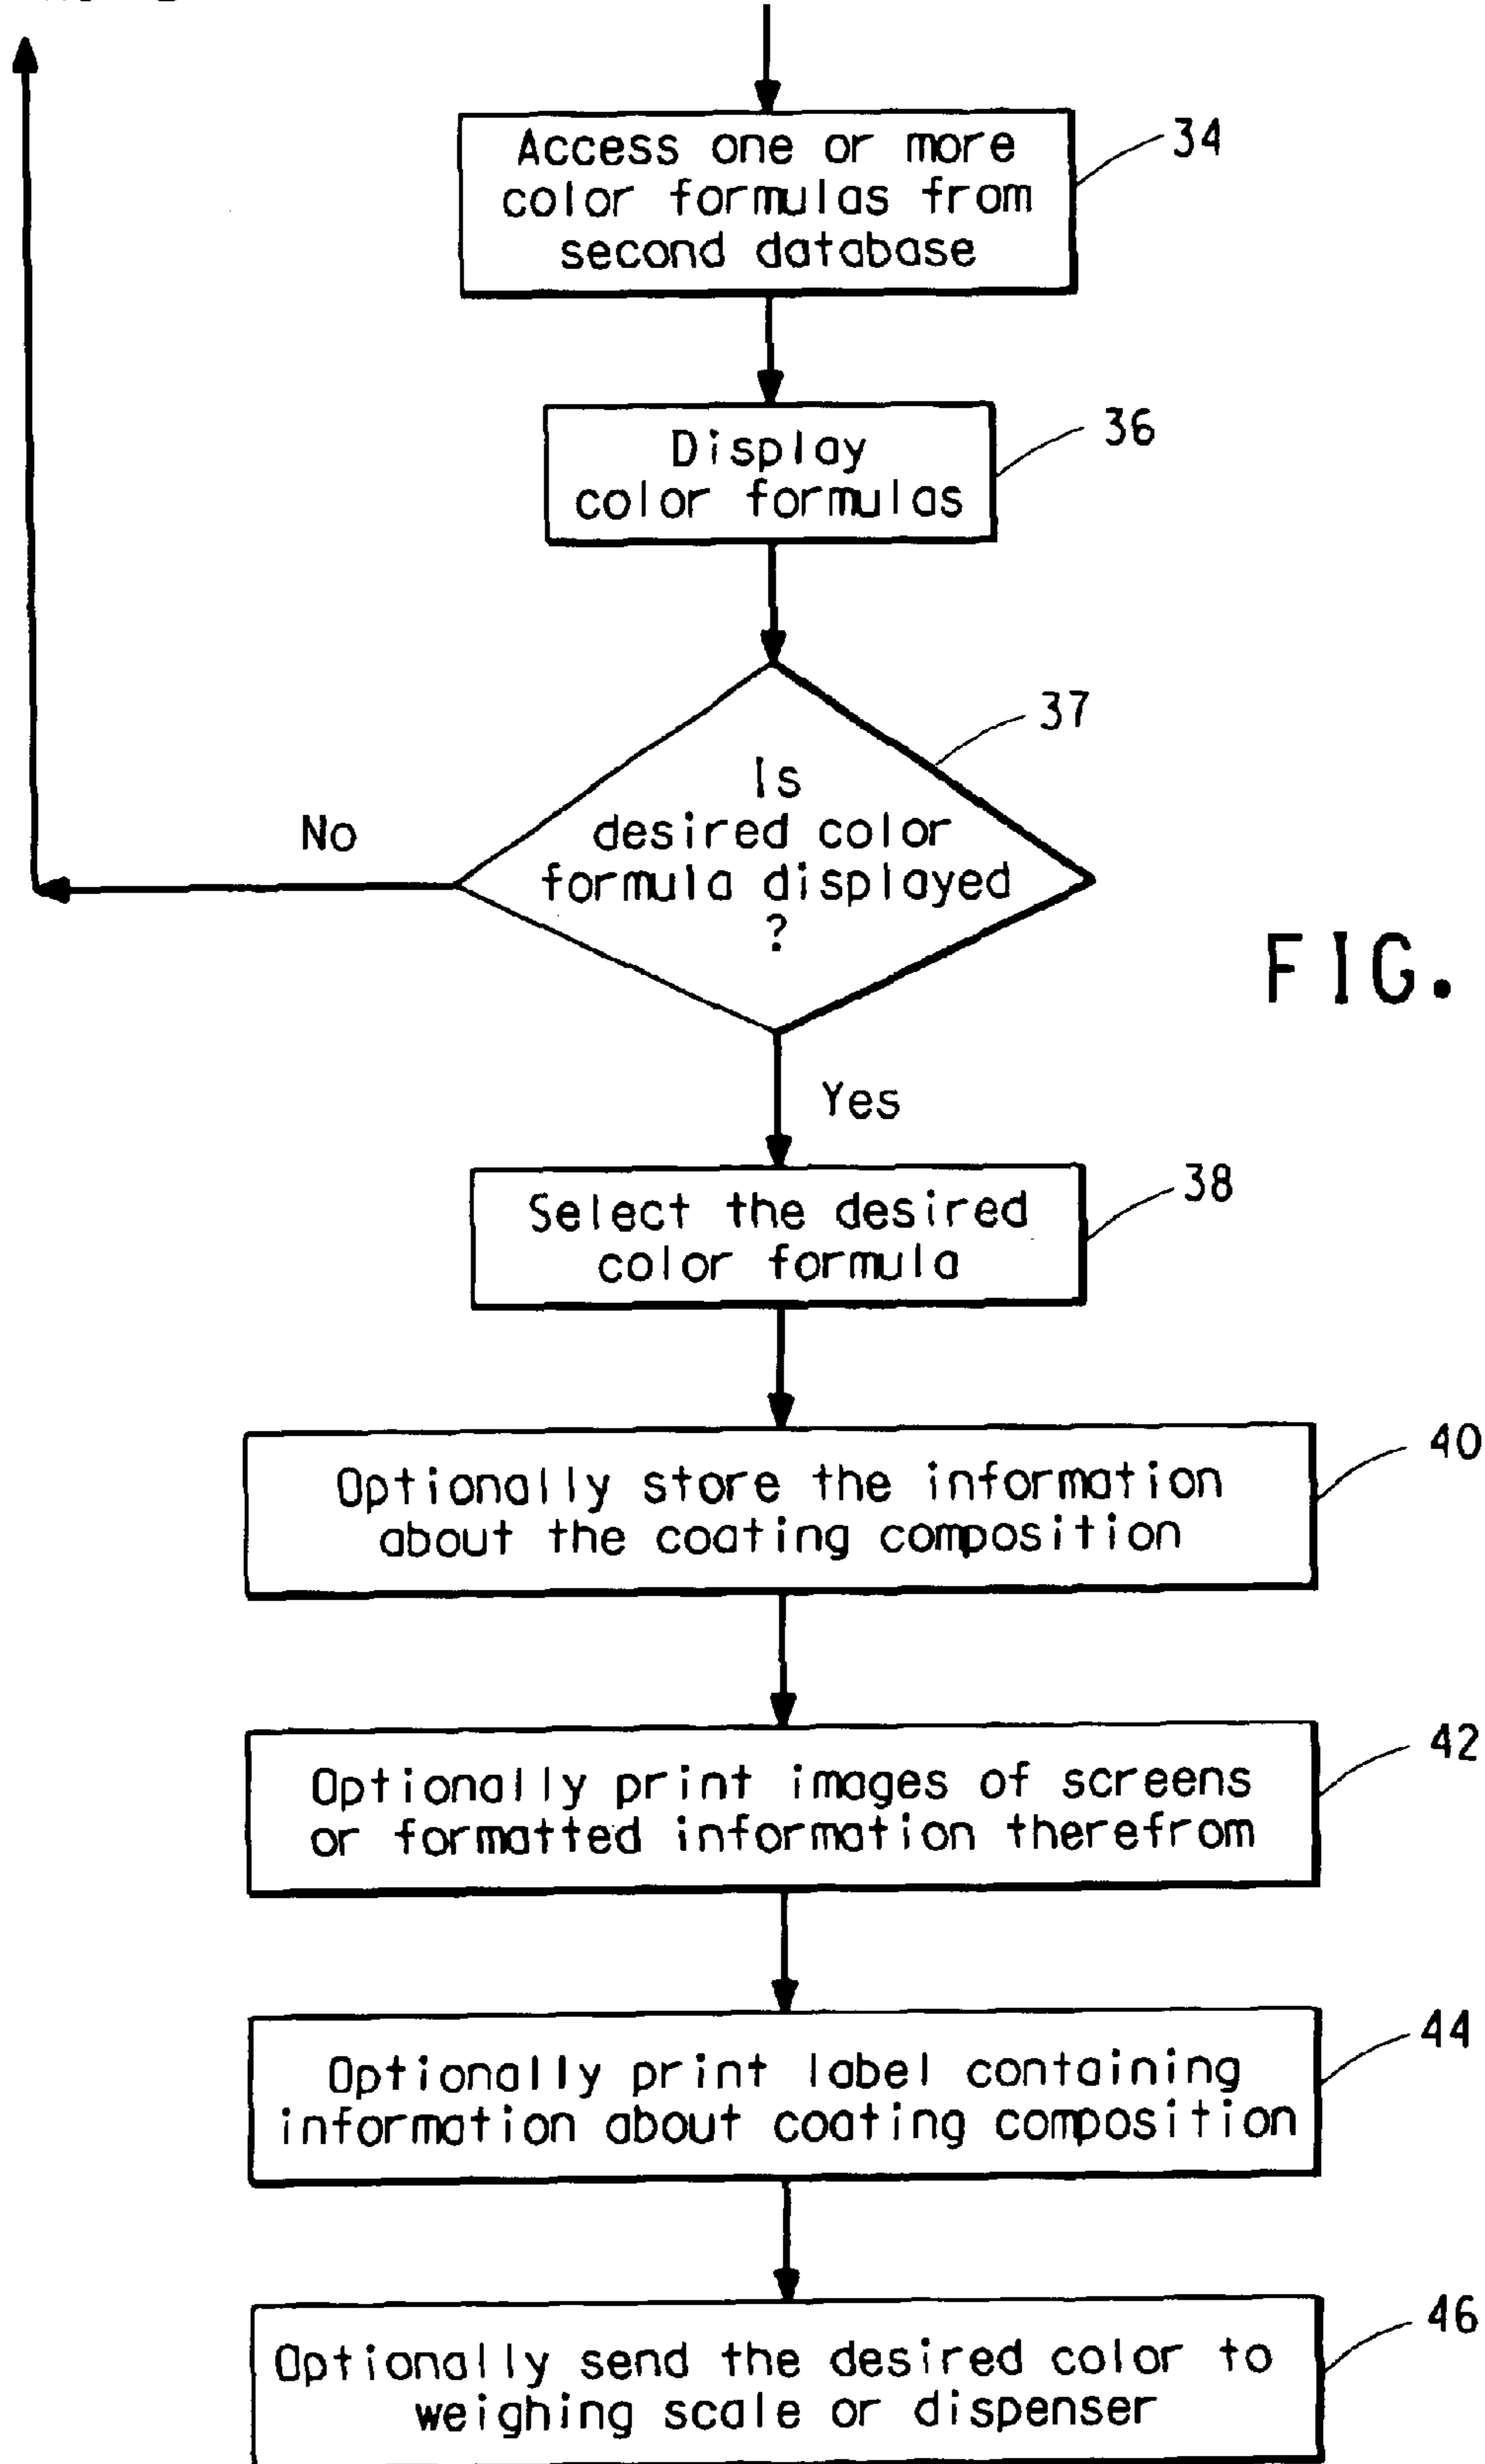 Access one or more
34
color formulas from
second database
Display
36
color formulas
37
Is
desired color
formula displayed
?
No
FIG.
Yes
Select the desired
38
color formula
Optionally store the information
40
about the coating composition
Optionally print images of screens
42
or formatted information therefrom
Optionally print label containing
44
information about coating composition
Optionally send the desired color to
46
weighing scale or dispenser